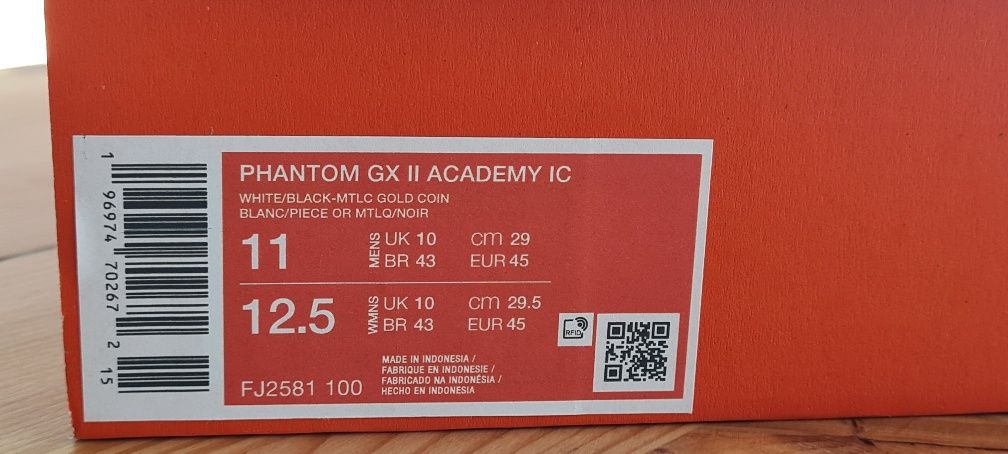 PHANTOM GX II ACADEMY IC
WHITE/BLACK-MTLC GOLD COIN
BLANC/PIECE OR MTLQ/NOIR
11 MENS UK 10 cm 29
BR 43 EUR 45
12.5 WMNS UK 10 cm 29.5
BR 43 EUR 45
RFID
MADE IN INDONESIA /
FABRIQUE EN INDONESIE /
FABRICADO NA INDONÉSIA /
HECHO EN INDONESIA
FJ2581 100
1 96974 70267 2 15